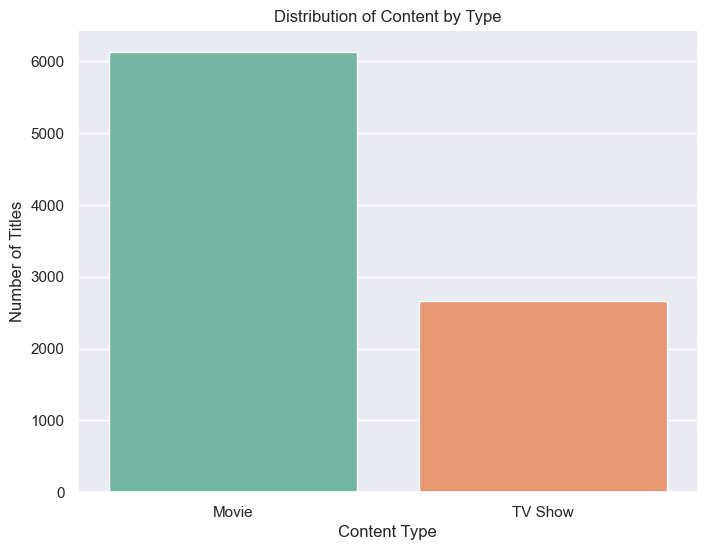 Distribution of Content by Type
Number of Titles
6000
5000
4000
3000
2000
1000
0
Movie
TV Show
Content Type